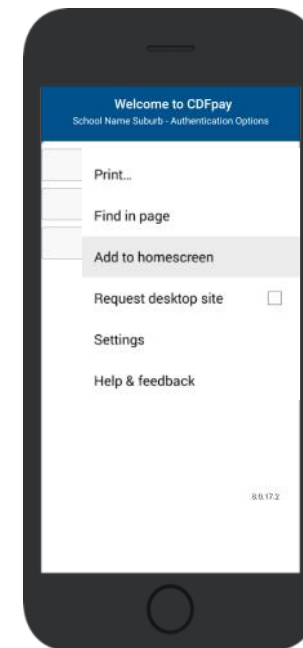 Welcome to CDFpay
School Name Suburb - Authentication Options
Print...
Find in page
Add to homescreen
Request desktop site
Settings
Help & feedback
8.9.17.2